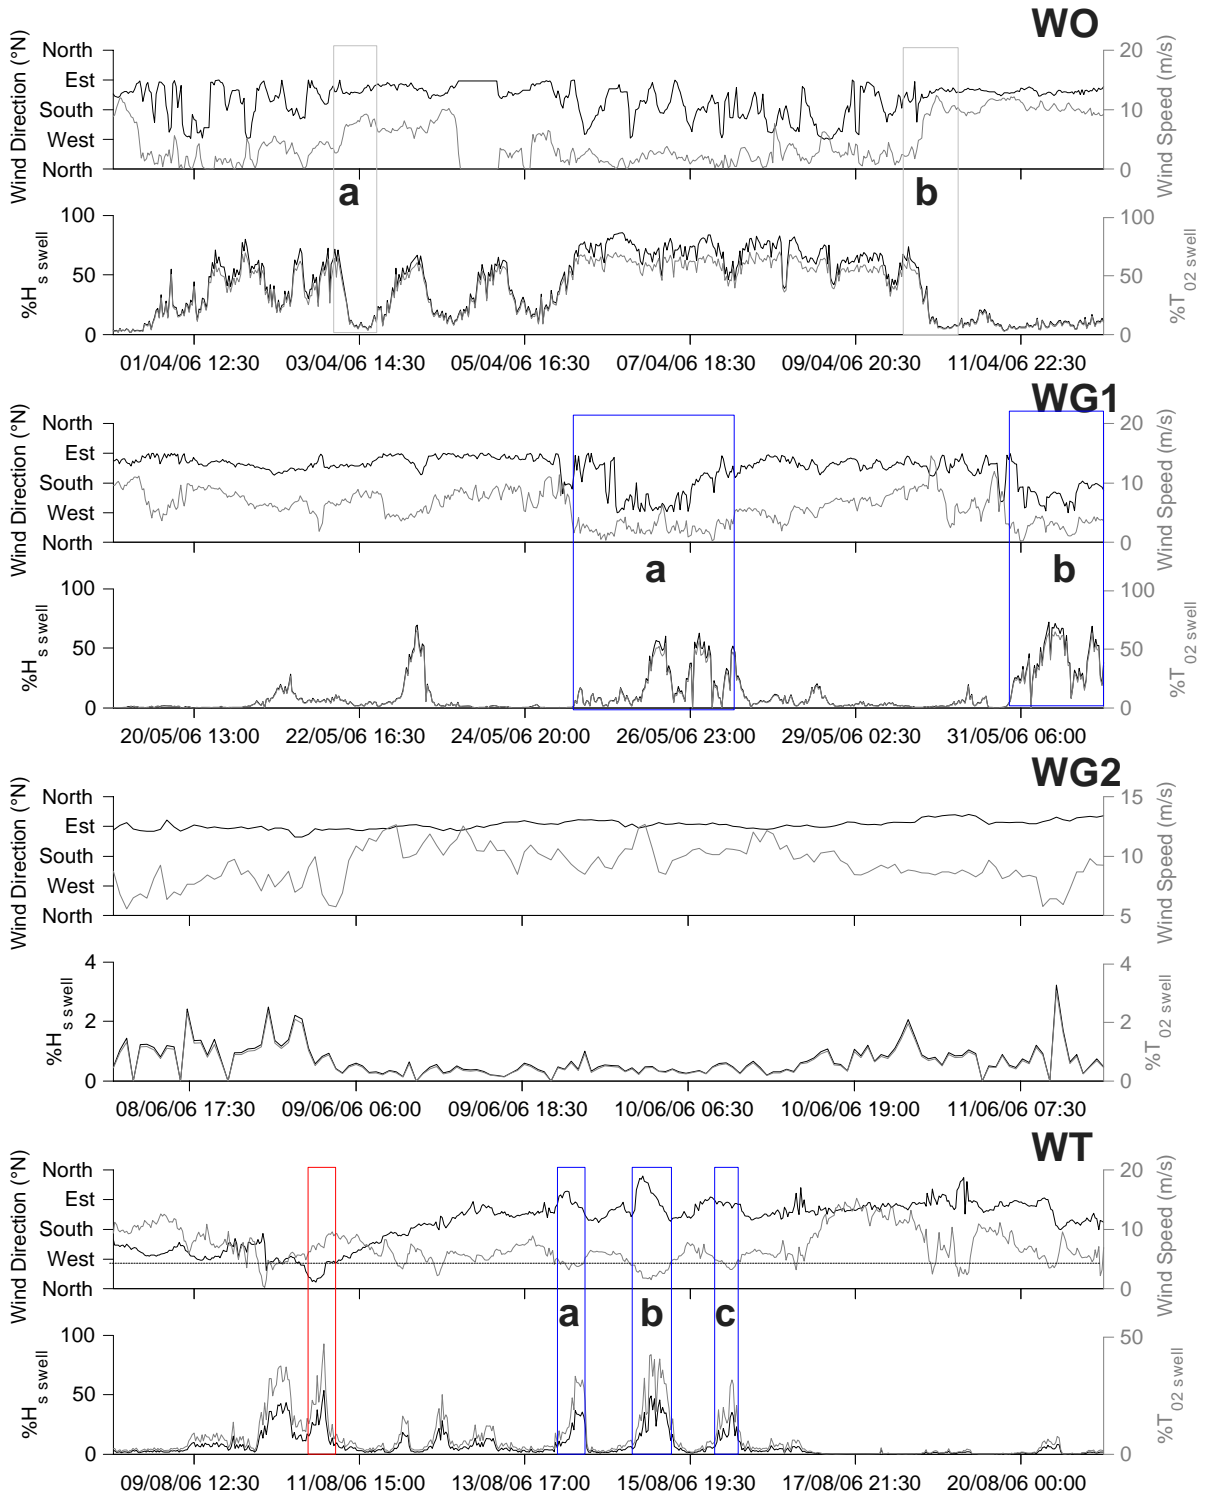 WO
Wind Direction (°N)
North
Est
South
West
North
20
10
0
Wind Speed (m/s)
a
b
%H s swell
100
50
0
100
50
0
%T 02 swell
01/04/06 12:30 03/04/06 14:30 05/04/06 16:30 07/04/06 18:30 09/04/06 20:30 11/04/06 22:30
WG1
Wind Direction (°N)
North
Est
South
West
North
20
10
0
Wind Speed (m/s)
a
b
%H s swell
100
50
0
100
50
0
%T 02 swell
20/05/06 13:00 22/05/06 16:30 24/05/06 20:00 26/05/06 23:00 29/05/06 02:30 31/05/06 06:00
WG2
Wind Direction (°N)
North
Est
South
West
North
15
10
5
Wind Speed (m/s)
%H s swell
4
2
0
4
2
0
%T 02 swell
08/06/06 17:30 09/06/06 06:00 09/06/06 18:30 10/06/06 06:30 10/06/06 19:00 11/06/06 07:30
WT
Wind Direction (°N)
North
Est
South
West
North
20
10
0
Wind Speed (m/s)
a
b
c
%H s swell
100
50
0
50
0
%T 02 swell
09/08/06 12:30 11/08/06 15:00 13/08/06 17:00 15/08/06 19:30 17/08/06 21:30 20/08/06 00:00